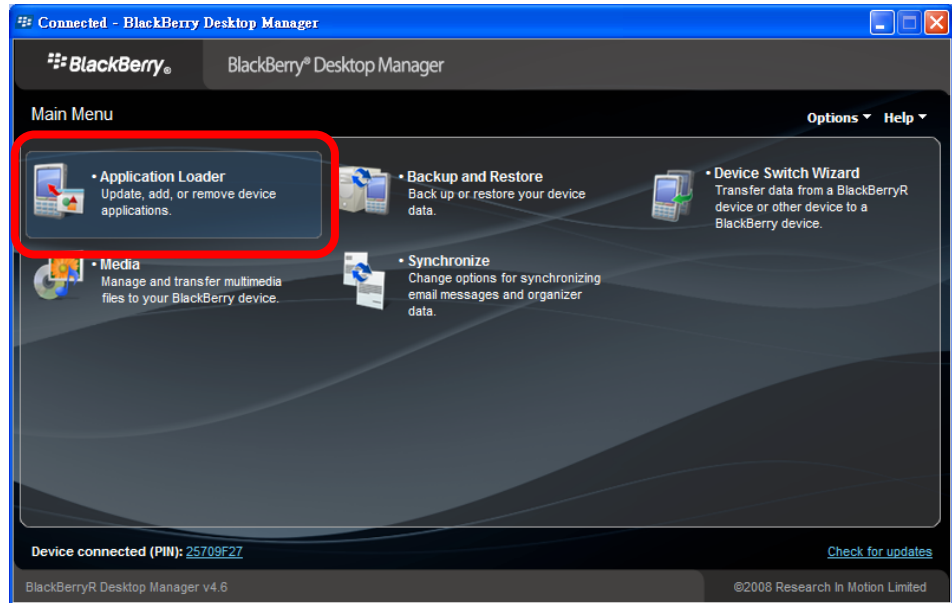 Connected - BlackBerry Desktop Manager
BlackBerry®
BlackBerry® Desktop Manager
Main Menu
Options
Help
• Application Loader
Update, add, or remove device
applications.
• Backup and Restore
Back up or restore your device
data.
• Device Switch Wizard
Transfer data from a BlackBerryR
device or other device to a
BlackBerry device.
• Media
Manage and transfer multimedia
files to your BlackBerry device.
• Synchronize
Change options for synchronizing
email messages and organizer
data.
Device connected (PIN): 25709F27
Check for updates
BlackBerryR Desktop Manager v4.6
©2008 Research In Motion Limited